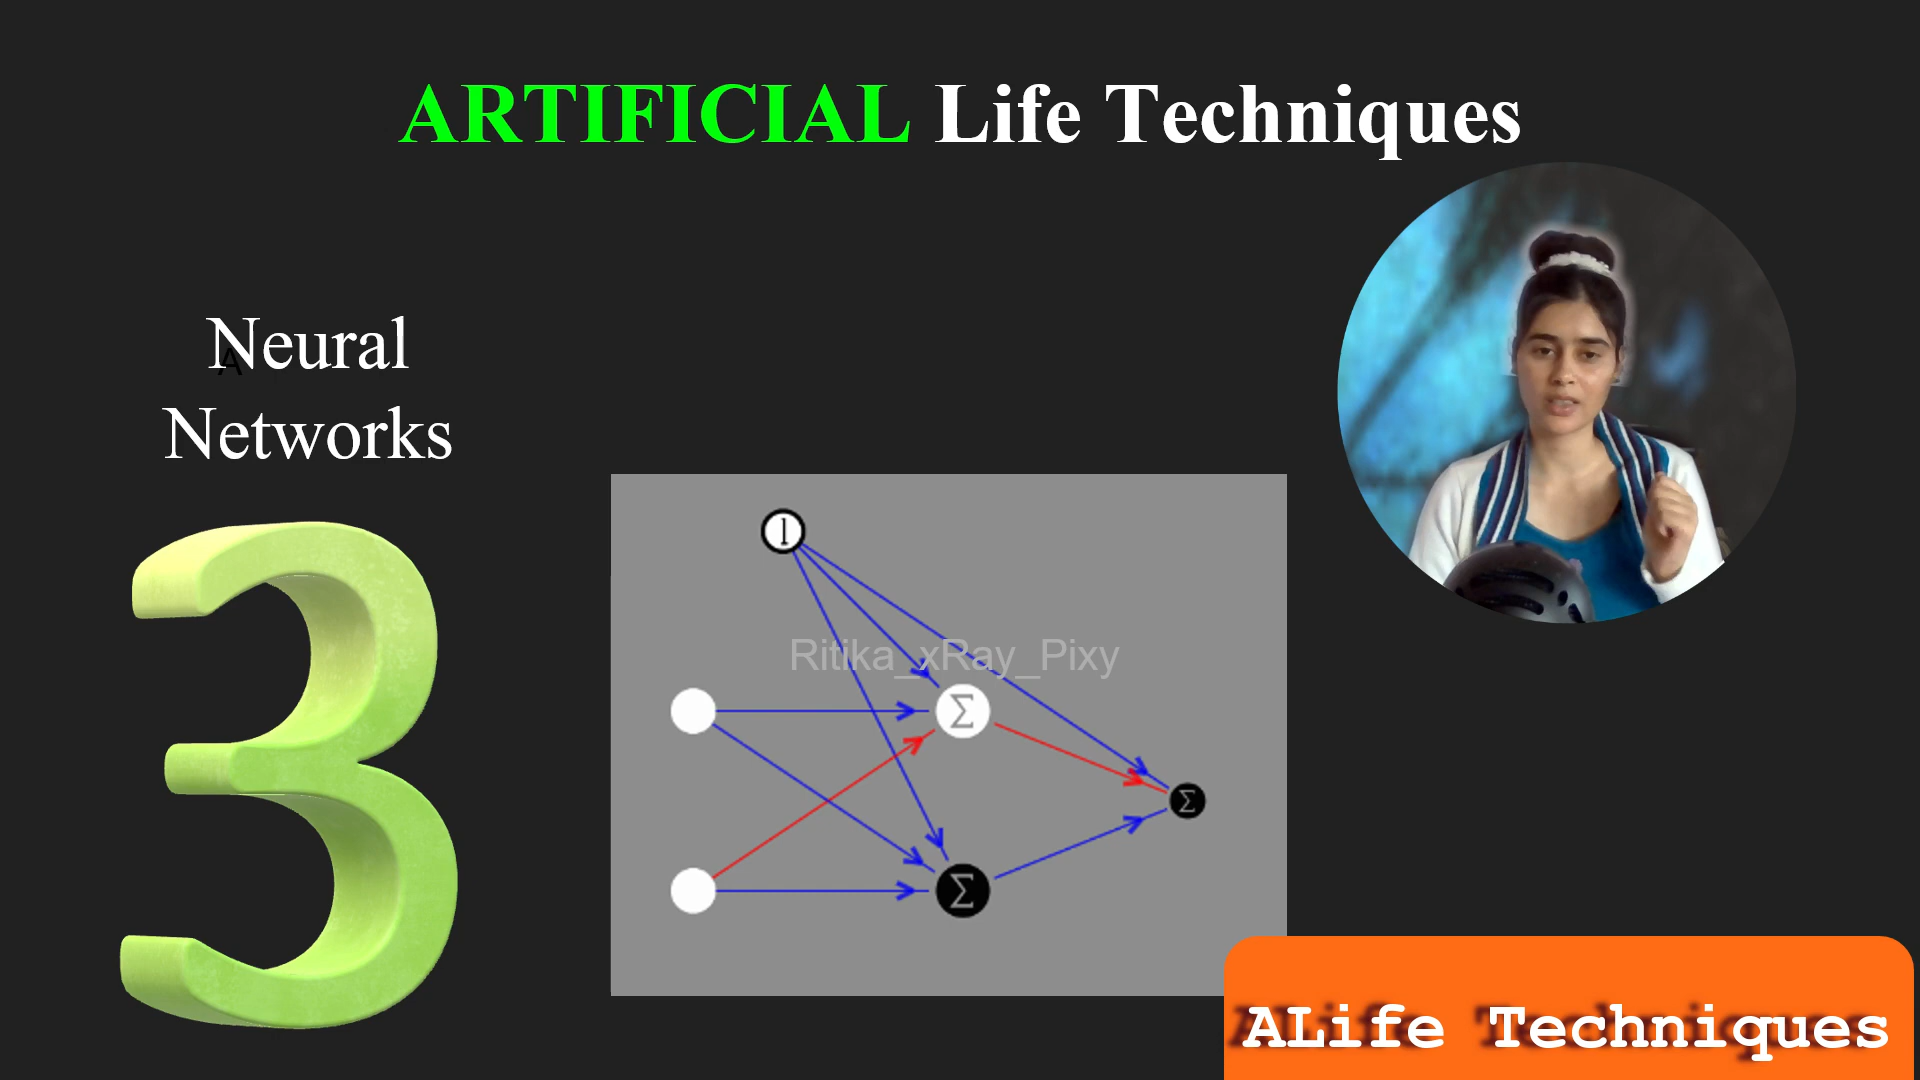 ARTIFICIAL Life Techniques
Neural
A
Networks
3
1
Ritika_xRay_Pixy
Σ
Σ
Σ
ALife Techniques